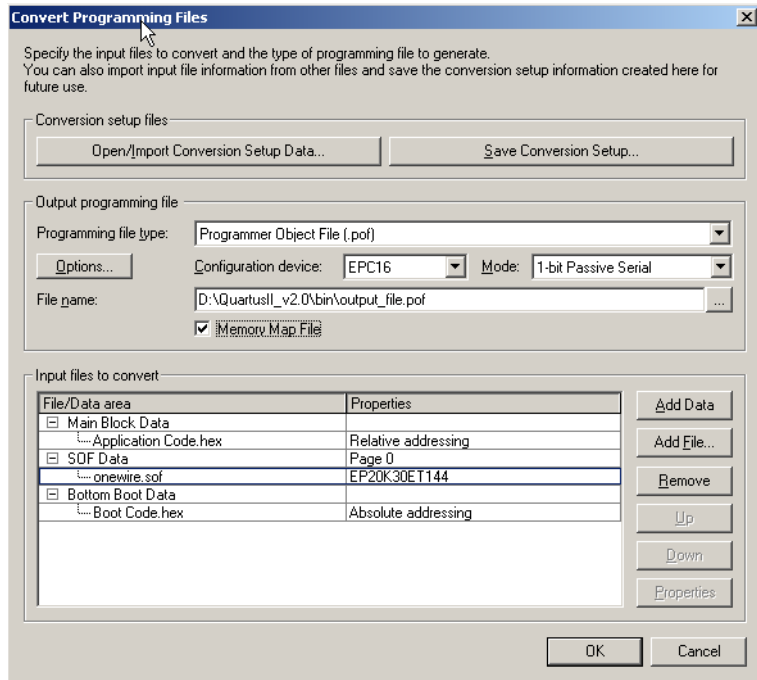 Convert Programming Files
Specify the input files to convert and the type of programming file to generate.
You can also import input file information from other files and save the conversion setup information created here for
future use.
Conversion setup files
Open/Import Conversion Setup Data...
Save Conversion Setup...
Output programming file
Programming file type:
Programmer Object File (.pof)
Options...
Configuration device:
EPC16
Mode:
1-bit Passive Serial
File name:
D:\QuartusII_v2.0\bin\output_file.pof
...
Memory Map File
Input files to convert
File/Data area
Properties
Add Data
Main Block Data
Application Code.hex
Relative addressing
Add File...
SOF Data
Page 0
onewire.sof
EP20K30ET144
Remove
Bottom Boot Data
Boot Code.hex
Absolute addressing
Up
Down
Properties
OK
Cancel